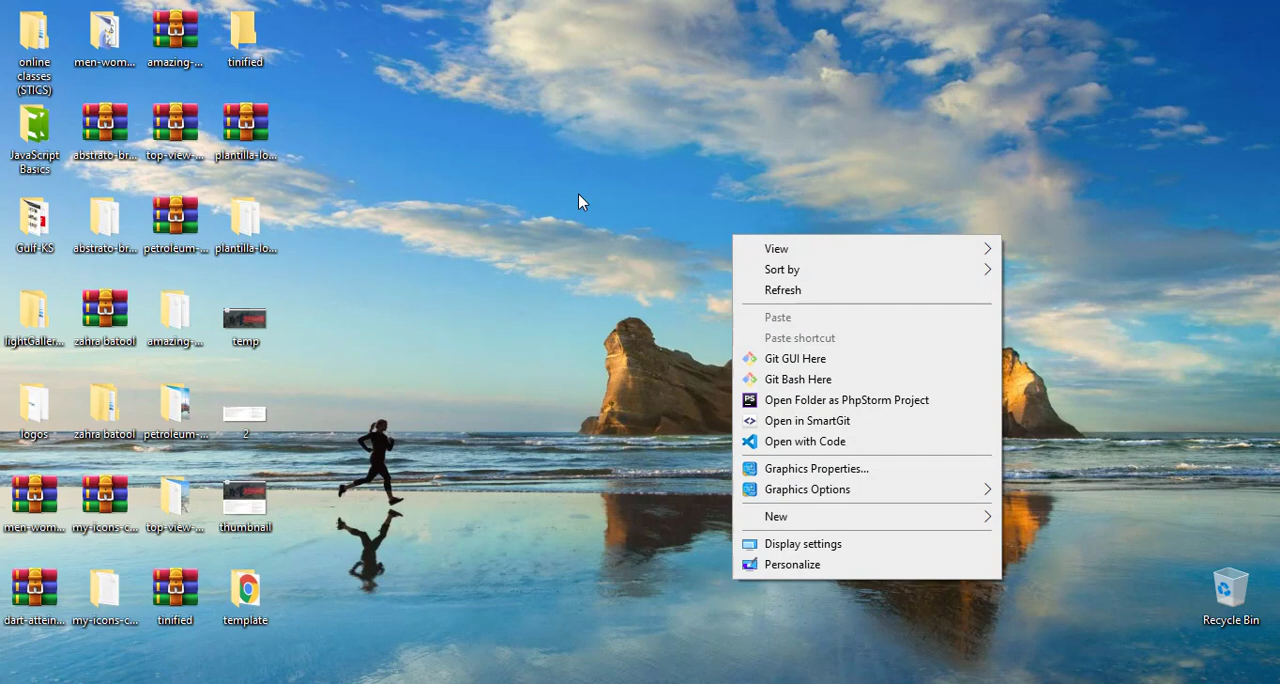 online
classes
(STICS)
men-wom...
amazing-...
tinified
JavaScript
Basics
abstrato-br...
top-view-...
plantilla-lo...
Gulf-KS
abstrato-br...
petroleum-...
plantilla-lo...
lightGaller...
zahra batool
amazing-...
temp
logos
zahra batool
petroleum-...
2
men-wom...
my-icons-c...
top-view-...
thumbnail
dart-attein...
my-icons-c...
tinified
template
View
Sort by
Refresh
Paste
Paste shortcut
Git GUI Here
Git Bash Here
PS Open Folder as PhpStorm Project
Open in SmartGit
Open with Code
Graphics Properties...
Graphics Options
New
Display settings
Personalize
Recycle Bin